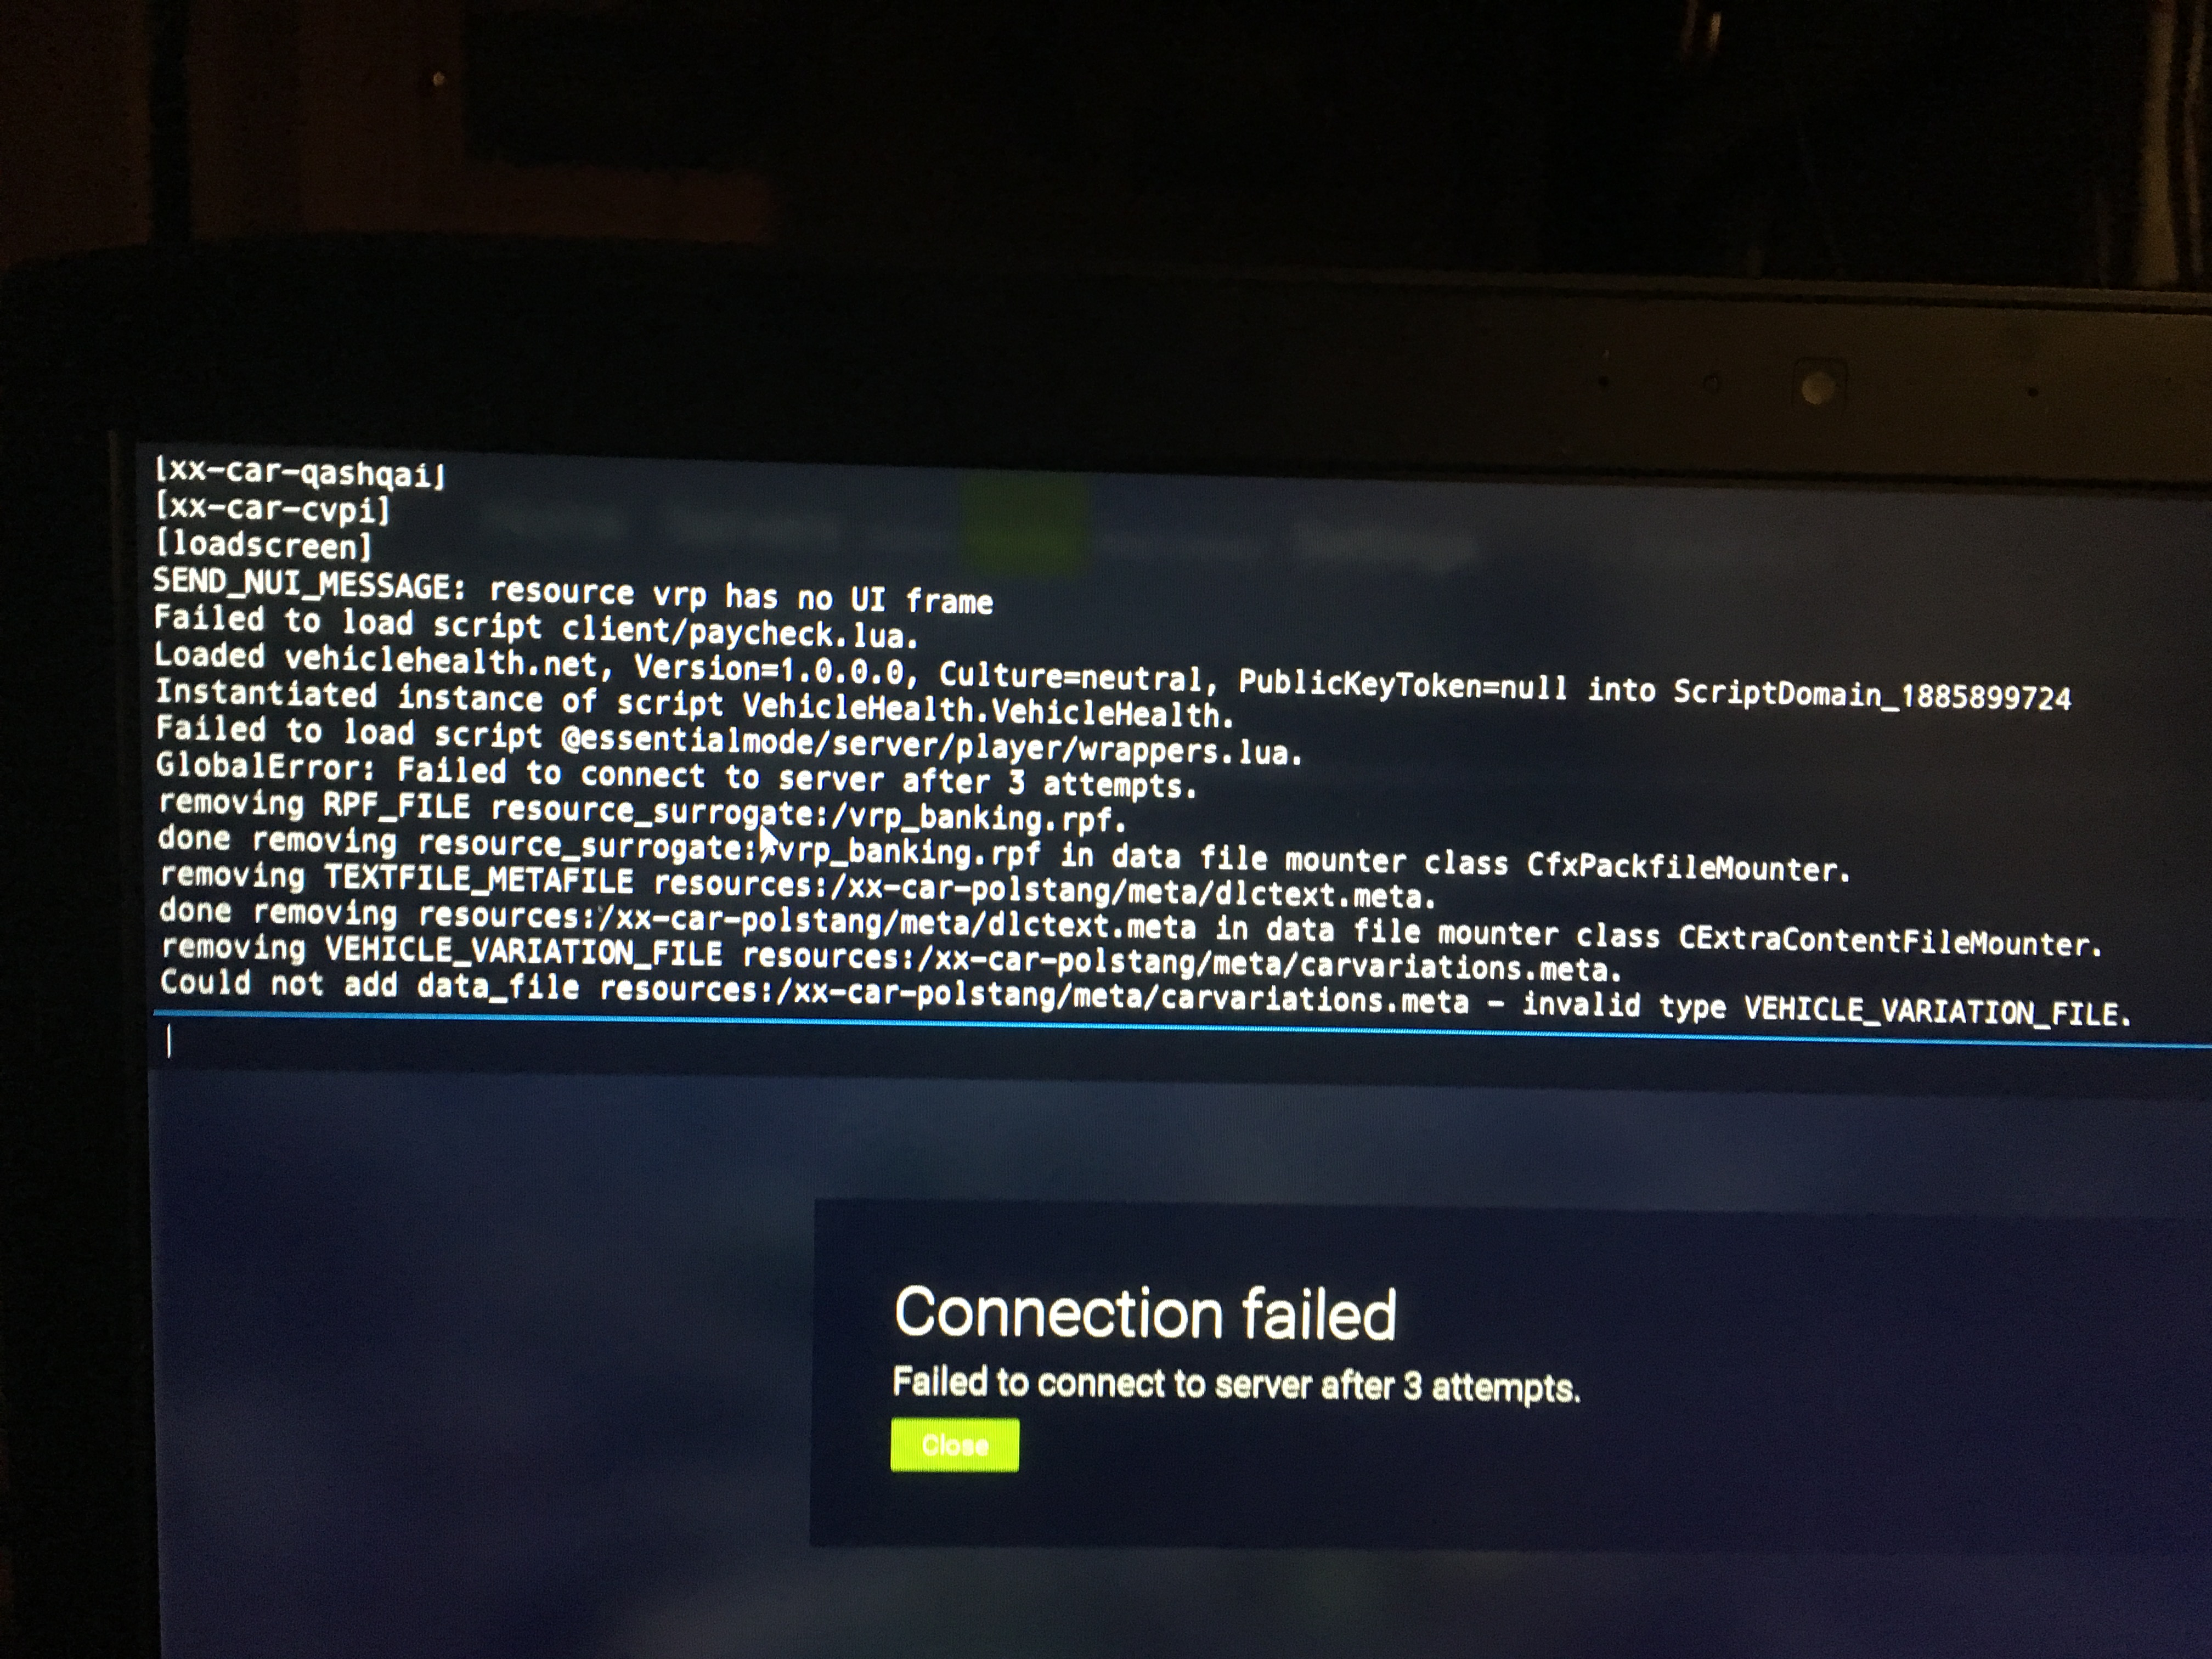 [xx-car-qashqai]
[xx-car-cvpi]
[loadscreen]
SEND_NUI_MESSAGE: resource vrp has no UI frame
Failed to load script client/paycheck.lua.
Loaded vehiclehealth.net, Version=1.0.0.0, Culture=neutral, PublicKeyToken=null into ScriptDomain_1885899724
Instantiated instance of script VehicleHealth.VehicleHealth.
Failed to load script @essentialmode/server/player/wrappers.lua.
GlobalError: Failed to connect to server after 3 attempts.
removing RPF_FILE resource_surrogate:/vrp_banking.rpf.
done removing resource_surrogate:/vrp_banking.rpf in data file mounter class CfxPackfileMounter.
removing TEXTFILE_METAFILE resources:/xx-car-polstang/meta/dlctext.meta.
done removing resources:/xx-car-polstang/meta/dlctext.meta in data file mounter class CExtraContentFileMounter.
removing VEHICLE_VARIATION_FILE resources:/xx-car-polstang/meta/carvariations.meta.
Could not add data_file resources:/xx-car-polstang/meta/carvariations.meta - invalid type VEHICLE_VARIATION_FILE.
Connection failed
Failed to connect to server after 3 attempts.
Close